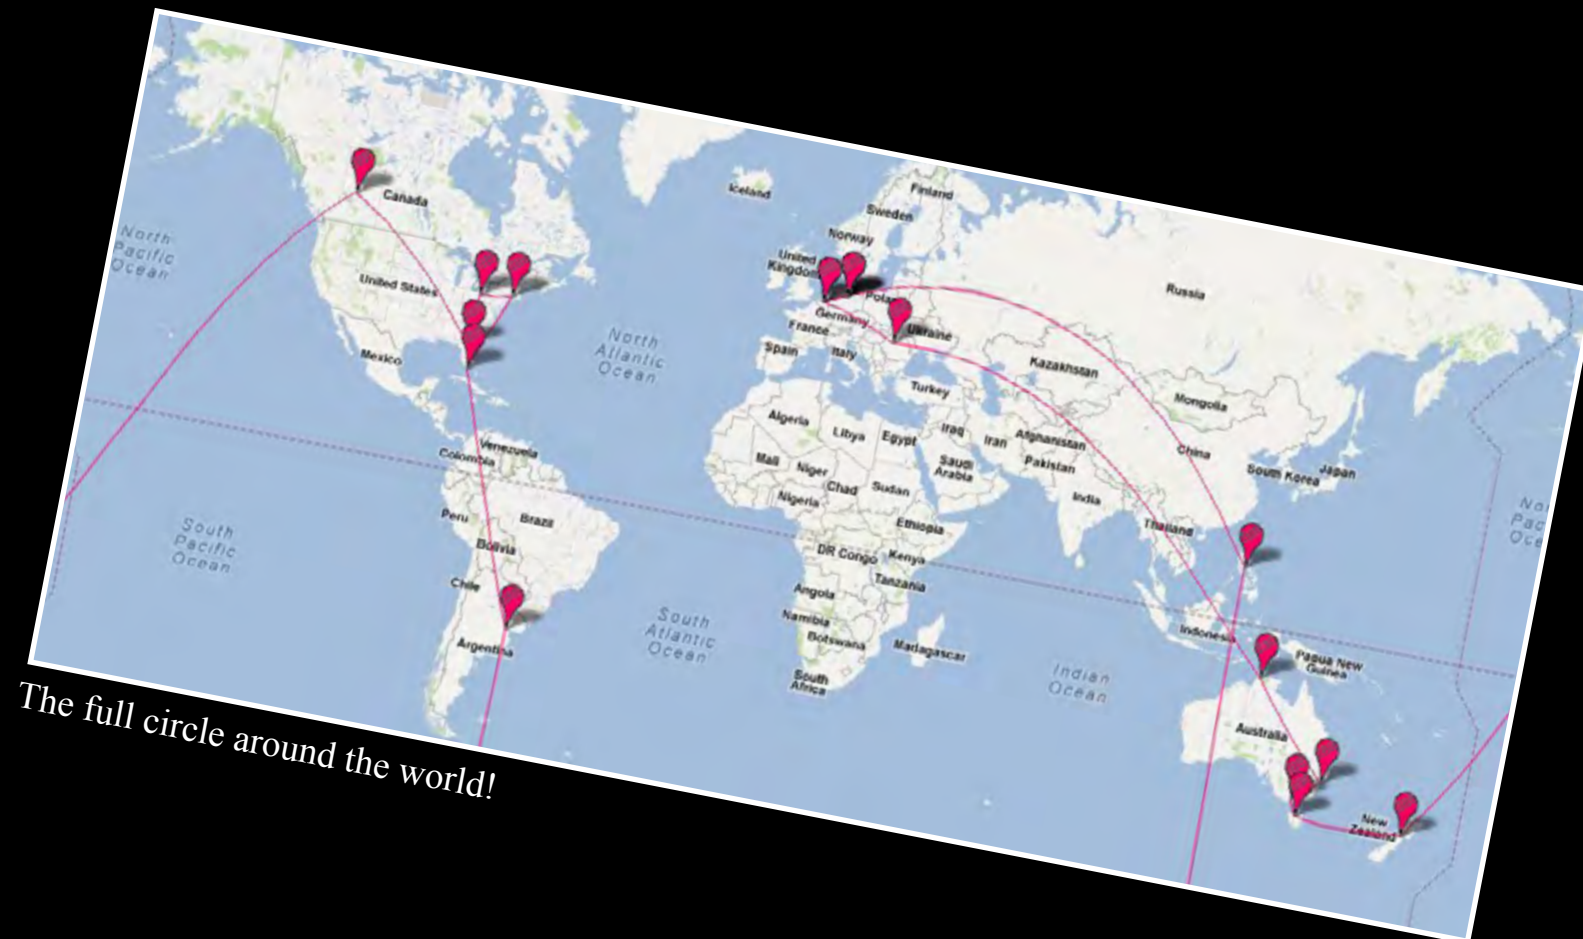 Iceland
Finland
Sweden
Norway
United
Kingdom
Canada
Russia
North
Pacific
Ocean
United States
Germany
France
Ukraine
Spain
Italy
North
Atlantic
Ocean
Mexico
Kazakhstan
Mongolia
Turkey
Algeria
Libya
Egypt
Iraq
Iran
Afghanistan
Pakistan
China
South Korea
Japan
Saudi
Arabia
India
Thailand
Venezuela
Colombia
Mali
Niger
Chad
Sudan
Nigeria
Ethiopia
Peru
Brazil
Bolivia
DR Congo
Kenya
Tanzania
South
Pacific
Ocean
Chile
Angola
Namibia
Botswana
Madagascar
South
Africa
South
Atlantic
Ocean
Argentina
Indian
Ocean
Indonesia
Papua New
Guinea
Australia
New
Zealand
The full circle around the world!